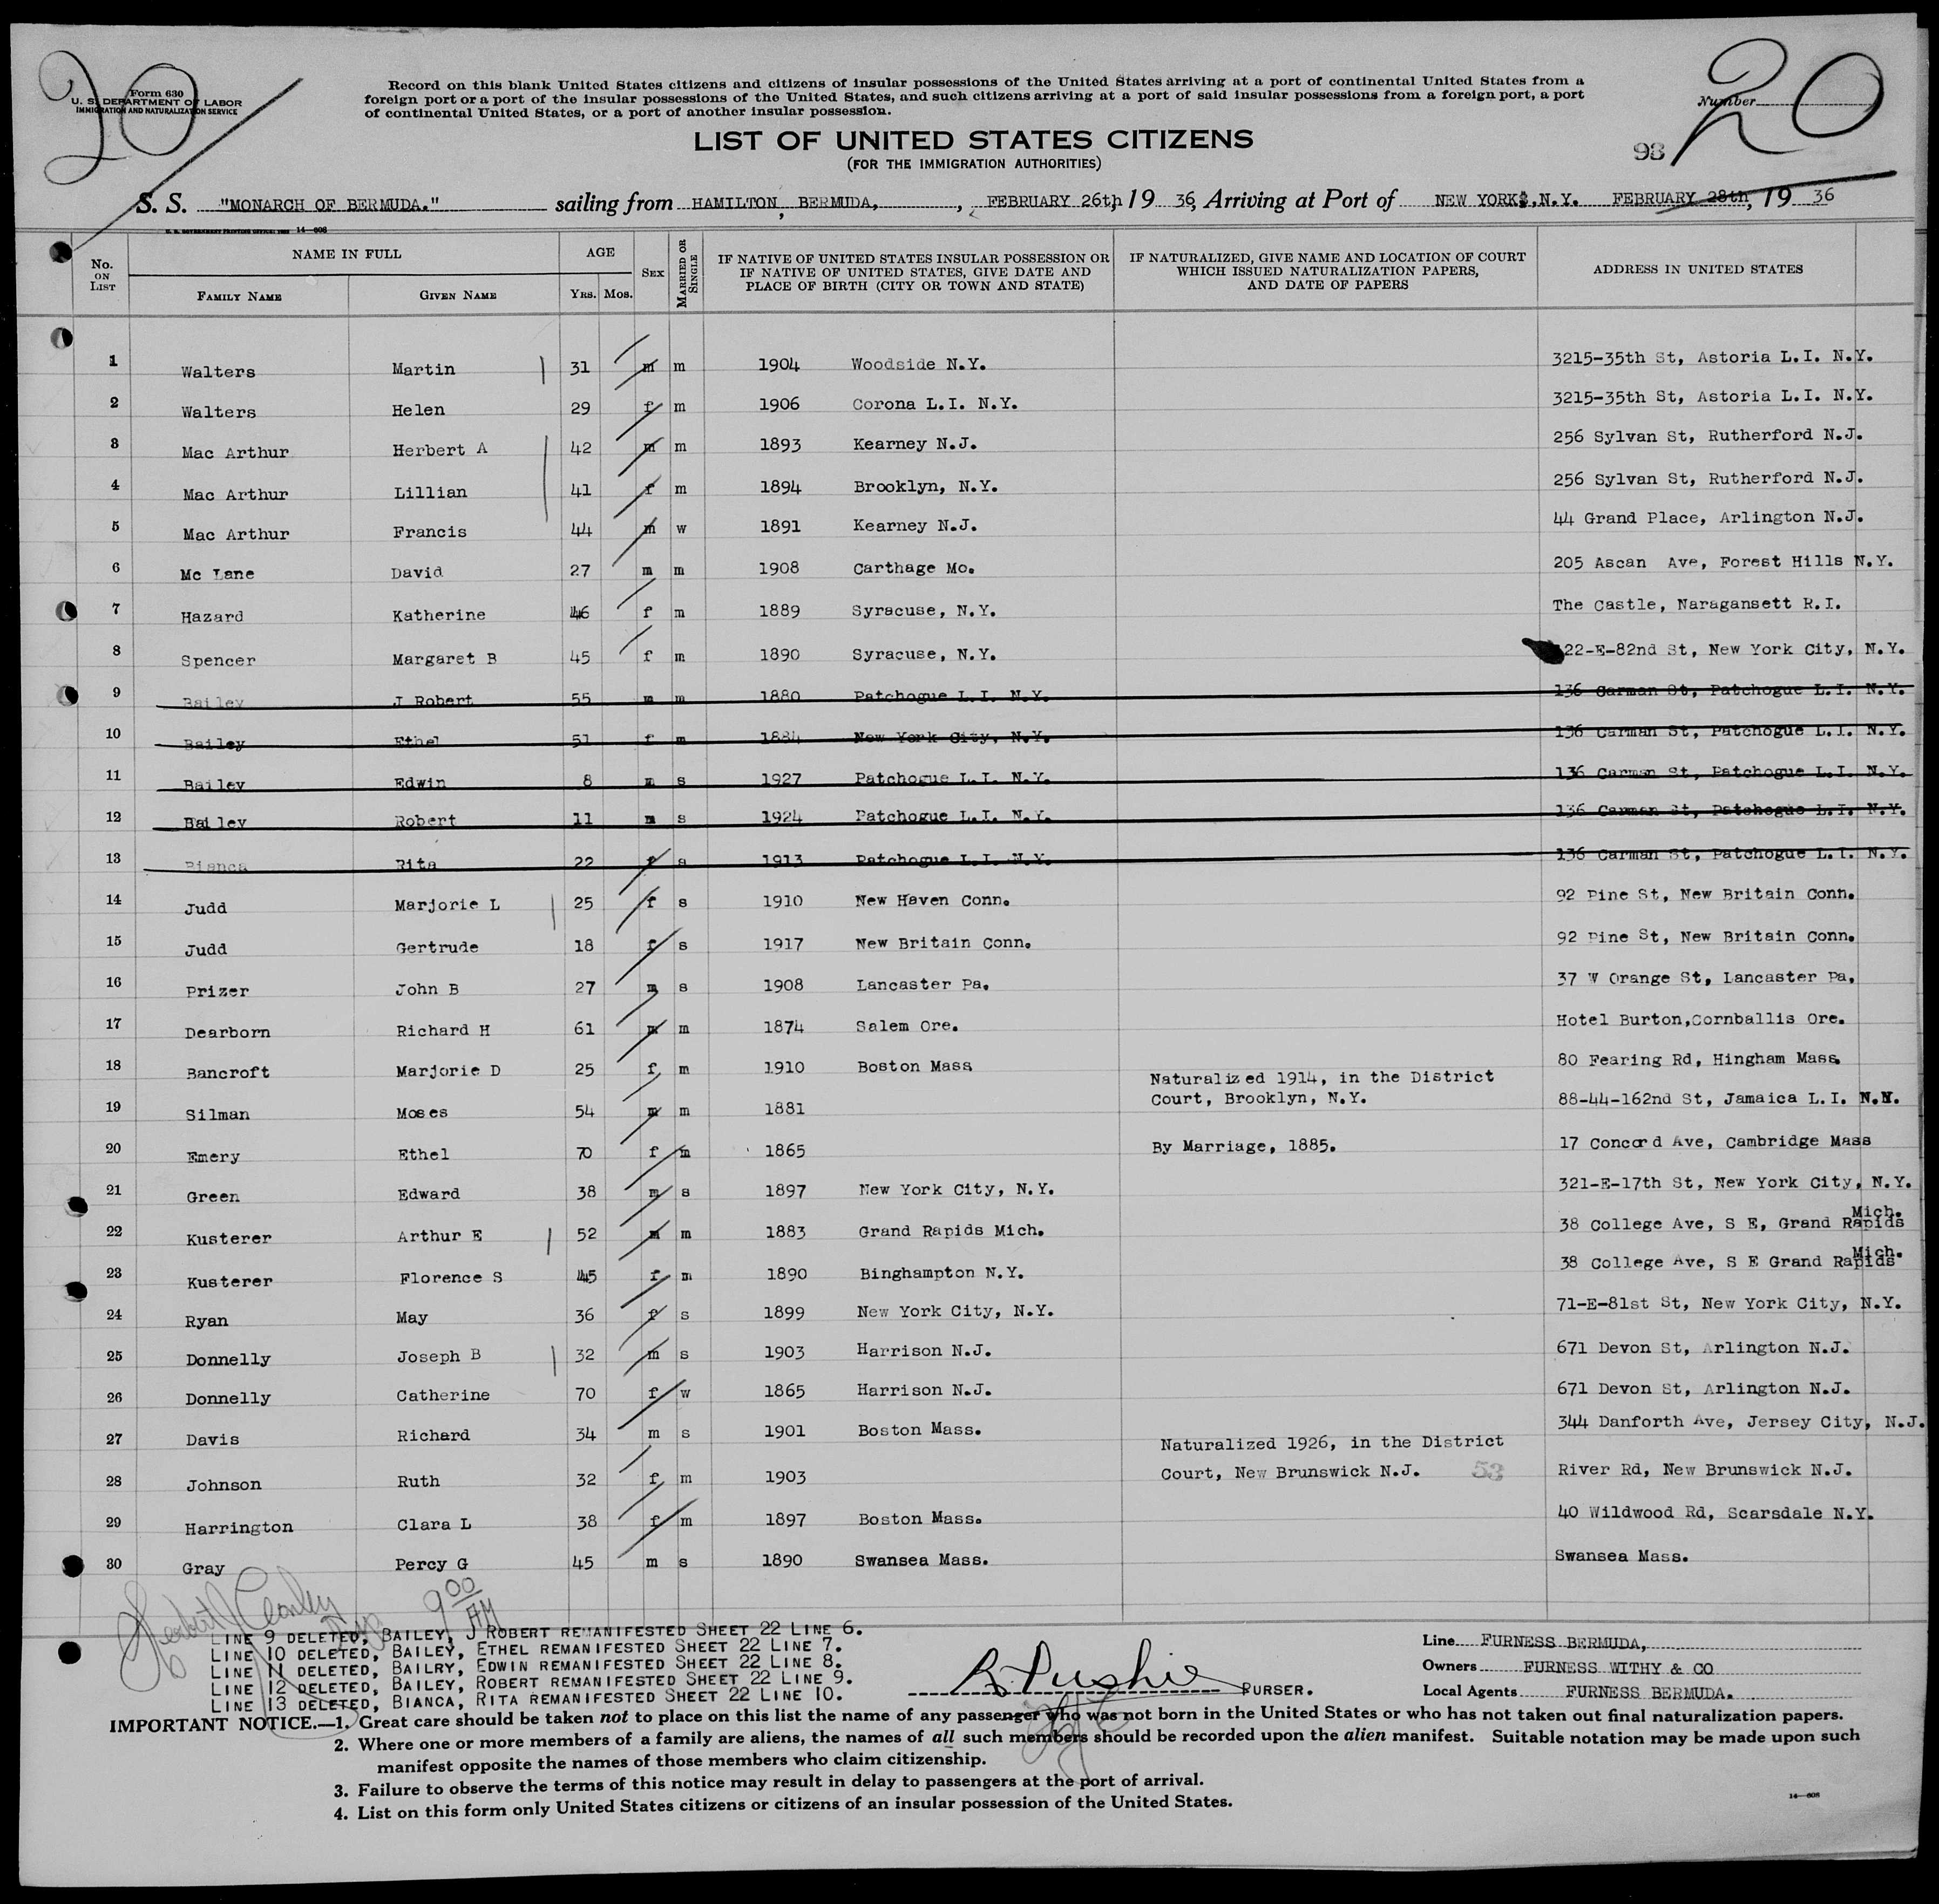 20
Form 630
U. S. DEPARTMENT OF LABOR
IMMIGRATION AND NATURALIZATION SERVICE
Record on this blank United States citizens and citizens of insular possessions of the United States arriving at a port of continental United States from a
foreign port or a port of the insular possessions of the United States, and such citizens arriving at a port of said insular possessions from a foreign port, a port
of continental United States, or a port of another insular possession.
Number
20
LIST OF UNITED STATES CITIZENS
(FOR THE IMMIGRATION AUTHORITIES)
93
S. S. "MONARCH OF BERMUDA." sailing from HAMILTON, BERMUDA, , FEBRUARY 26th, 19 36, Arriving at Port of NEW YORK, N.Y. FEBRUARY 28th, 19 36
U. S. GOVERNMENT PRINTING OFFICE: 14—608
No. ON LIST NAME IN FULL AGE SEX MARRIED OR SINGLE IF NATIVE OF UNITED STATES INSULAR POSSESSION OR IF NATIVE OF UNITED STATES, GIVE DATE AND PLACE OF BIRTH (CITY OR TOWN AND STATE) IF NATURALIZED, GIVE NAME AND LOCATION OF COURT WHICH ISSUED NATURALIZATION PAPERS, AND DATE OF PAPERS ADDRESS IN UNITED STATES
FAMILY NAME GIVEN NAME YRS. MOS.
1 Walters Martin 31 m m 1904 Woodside N.Y. 3215-35th St, Astoria L.I. N.Y.
2 Walters Helen 29 f m 1906 Corona L.I. N.Y. 3215-35th St, Astoria L.I. N.Y.
3 Mac Arthur Herbert A 42 m m 1893 Kearney N.J. 256 Sylvan St, Rutherford N.J.
4 Mac Arthur Lillian 41 f m 1894 Brooklyn, N.Y. 256 Sylvan St, Rutherford N.J.
5 Mac Arthur Francis 44 m w 1891 Kearney N.J. 44 Grand Place, Arlington N.J.
6 Mc Lane David 27 m m 1908 Carthage Mo. 205 Ascan Ave, Forest Hills N.Y.
7 Hazard Katherine 46 f m 1889 Syracuse, N.Y. The Castle, Naragansett R.I.
8 Spencer Margaret B 45 f m 1890 Syracuse, N.Y. 22-E-82nd St, New York City, N.Y.
9 Bailey J Robert 55 m m 1880 Patchogue L.I. N.Y. 136 Carman St, Patchogue L.I. N.Y.
10 Bailey Ethel 51 f m 1884 New York City, N.Y. 136 Carman St, Patchogue L.I. N.Y.
11 Bailey Edwin 8 m s 1927 Patchogue L.I. N.Y. 136 Carman St, Patchogue L.I. N.Y.
12 Bailey Robert 11 m s 1924 Patchogue L.I. N.Y. 136 Carman St, Patchogue L.I. N.Y.
13 Bianca Rita 22 f s 1913 Patchogue L.I. N.Y. 136 Carman St, Patchogue L.I. N.Y.
14 Judd Marjorie L 25 f s 1910 New Haven Conn. 92 Pine St, New Britain Conn.
15 Judd Gertrude 18 f s 1917 New Britain Conn. 92 Pine St, New Britain Conn.
16 Prizer John B 27 m s 1908 Lancaster Pa. 37 W Orange St, Lancaster Pa.
17 Dearborn Richard H 61 m m 1874 Salem Ore. Hotel Burton,Cornballis Ore.
18 Bancroft Marjorie D 25 f m 1910 Boston Mass 80 Fearing Rd, Hingham Mass.
Naturalized 1914, in the District
19 Silman Moses 54 m m 1881 Court, Brooklyn, N.Y. 88-44-162nd St, Jamaica L.I. N.Y.
20 Emery Ethel 70 f m 1865 By Marriage, 1885. 17 Concord Ave, Cambridge Mass
21 Green Edward 38 m s 1897 New York City, N.Y. 321-E-17th St, New York City, N.Y.
22 Kusterer Arthur E 52 m m 1883 Grand Rapids Mich. 38 College Ave, S E, Grand Rapids Mich.
23 Kusterer Florence S 45 f m 1890 Binghampton N.Y. 38 College Ave, S E Grand Rapids Mich.
24 Ryan May 36 f s 1899 New York City, N.Y. 71-E-81st St, New York City, N.Y.
25 Donnelly Joseph B 32 m s 1903 Harrison N.J. 671 Devon St, Arlington N.J.
26 Donnelly Catherine 70 f w 1865 Harrison N.J. 671 Devon St, Arlington N.J.
27 Davis Richard 34 m s 1901 Boston Mass. 344 Danforth Ave, Jersey City, N.J.
Naturalized 1926, in the District
28 Johnson Ruth 32 f m 1903 Court, New Brunswick N.J. 53 River Rd, New Brunswick N.J.
29 Harrington Clara L 38 f m 1897 Boston Mass. 40 Wildwood Rd, Scarsdale N.Y.
30 Gray Percy G 45 m s 1890 Swansea Mass. Swansea Mass.
9 00 AM
LINE 9 DELETED, BAILEY, J ROBERT REMANIFESTED SHEET 22 LINE 6.
LINE 10 DELETED, BAILEY, ETHEL REMANIFESTED SHEET 22 LINE 7.
LINE 11 DELETED, BAILRY, EDWIN REMANIFESTED SHEET 22 LINE 8.
LINE 12 DELETED, BAILEY, ROBERT REMANIFESTED SHEET 22 LINE 9.
LINE 13 DELETED, BIANCA, RITA REMANIFESTED SHEET 22 LINE 10.
PURSER.
Line FURNESS BERMUDA,
Owners FURNESS WITHY & CO
Local Agents FURNESS BERMUDA.
IMPORTANT NOTICE.—1. Great care should be taken not to place on this list the name of any passenger who was not born in the United States or who has not taken out final naturalization papers.
2. Where one or more members of a family are aliens, the names of all such members should be recorded upon the alien manifest. Suitable notation may be made upon such
manifest opposite the names of those members who claim citizenship.
3. Failure to observe the terms of this notice may result in delay to passengers at the port of arrival.
4. List on this form only United States citizens or citizens of an insular possession of the United States.
14—608